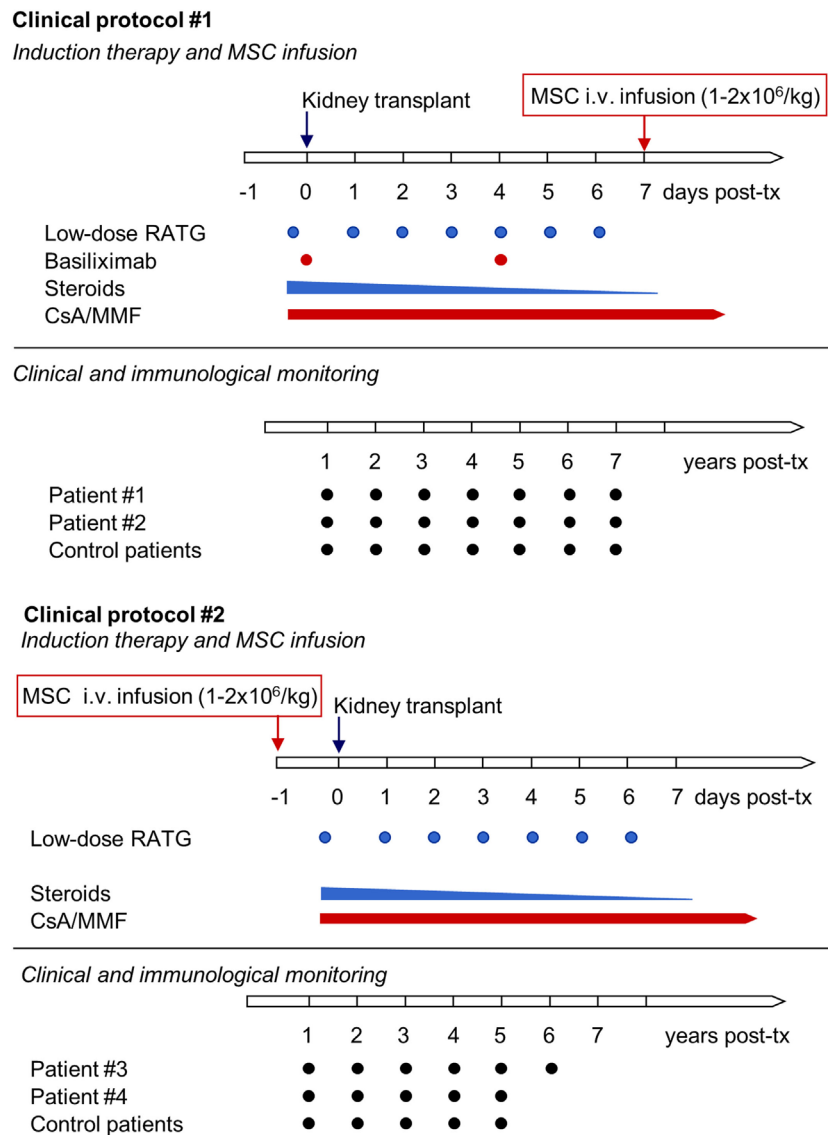 Clinical protocol #1
Induction therapy and MSC infusion
Kidney transplant
MSC i.v. infusion (1-2x10⁶/kg)
-1 0 1 2 3 4 5 6 7 days post-tx
Low-dose RATG
Basiliximab
Steroids
CsA/MMF
Clinical and immunological monitoring
1 2 3 4 5 6 7 years post-tx
Patient #1
Patient #2
Control patients
Clinical protocol #2
Induction therapy and MSC infusion
MSC i.v. infusion (1-2x10⁶/kg)
Kidney transplant
-1 0 1 2 3 4 5 6 7 days post-tx
Low-dose RATG
Steroids
CsA/MMF
Clinical and immunological monitoring
1 2 3 4 5 6 7 years post-tx
Patient #3
Patient #4
Control patients